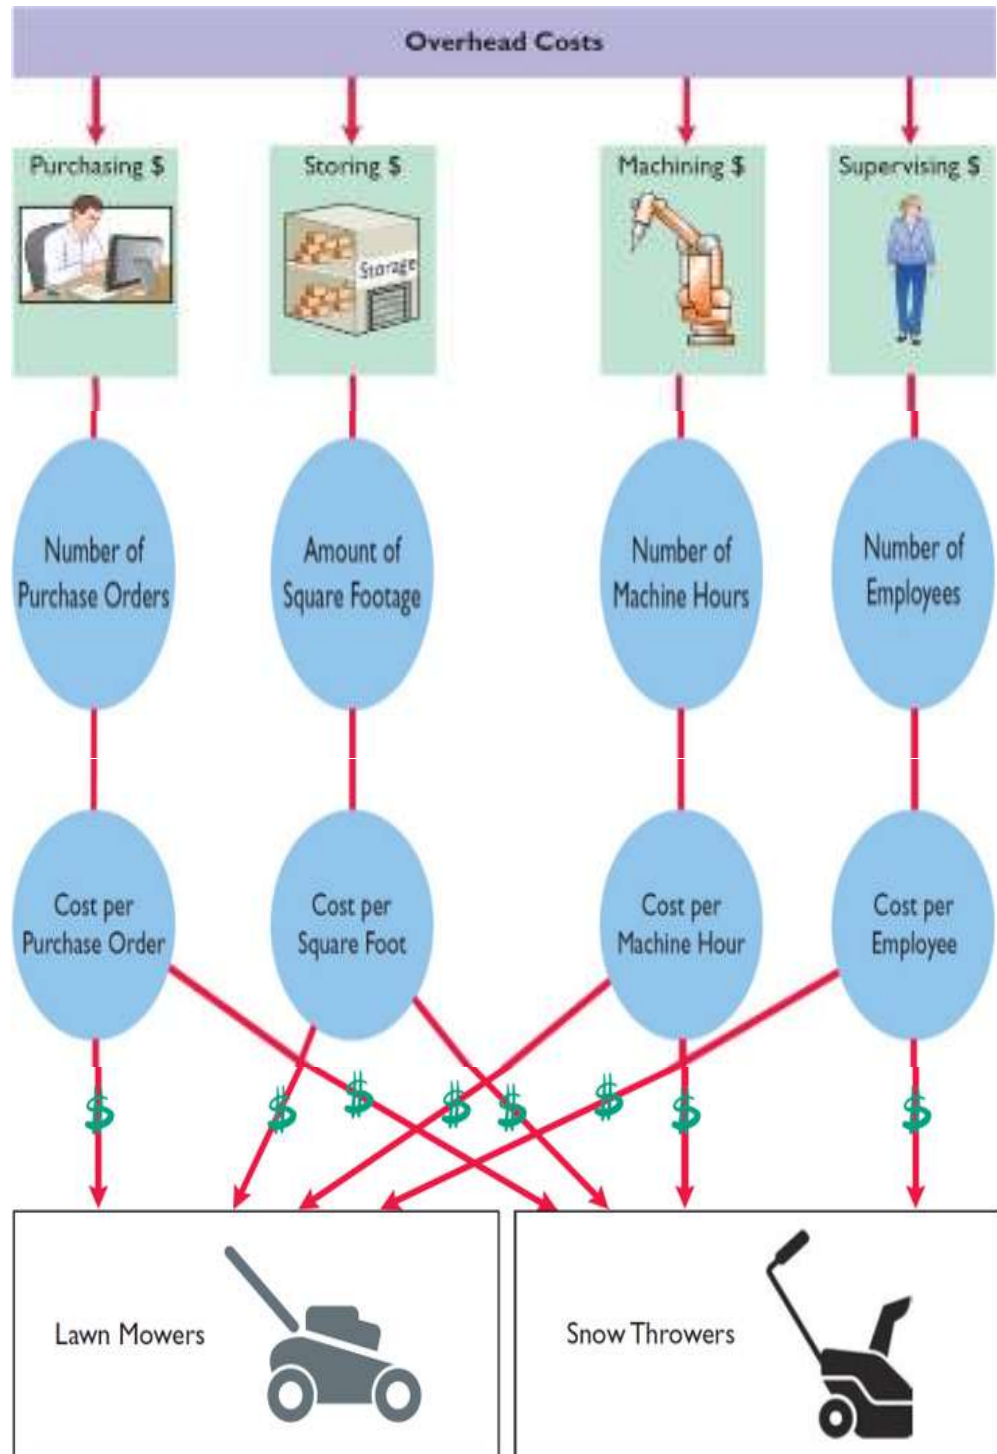 Overhead Costs
Purchasing $
Storing $
Machining $
Supervising $
Storage
Number of
Purchase Orders
Amount of
Square Footage
Number of
Machine Hours
Number of
Employees
Cost per
Purchase Order
Cost per
Square Foot
Cost per
Machine Hour
Cost per
Employee
$
$
$
$
$
$
$
$
Lawn Mowers
Snow Throwers